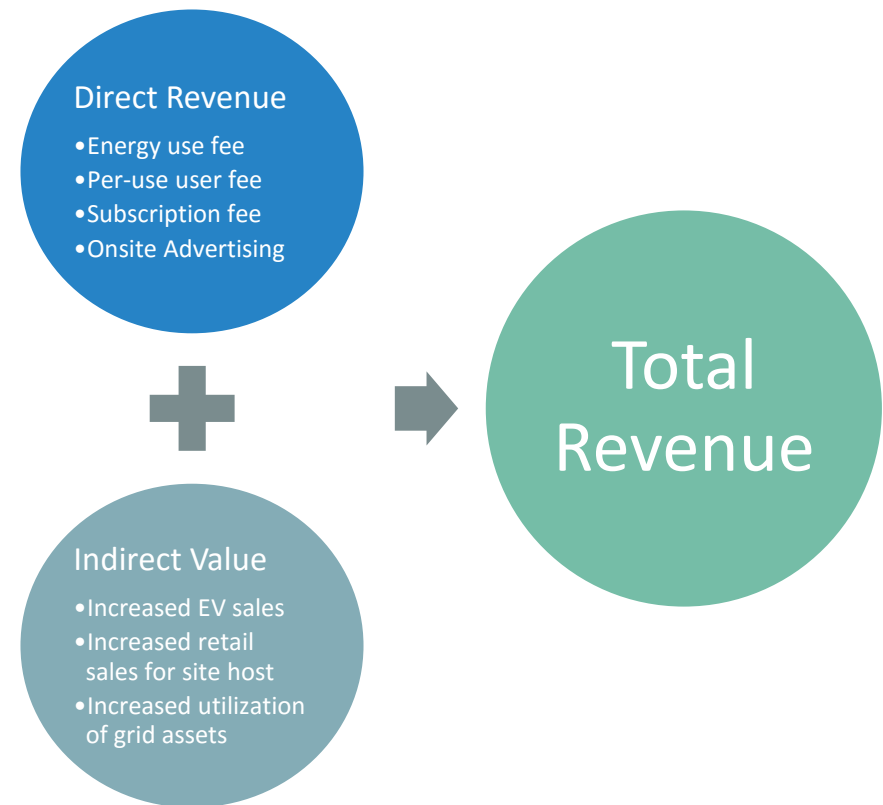 Direct Revenue
•Energy use fee
•Per-use user fee
•Subscription fee
•Onsite Advertising
Indirect Value
•Increased EV sales
•Increased retail
sales for site host
•Increased utilization
of grid assets
Total
Revenue